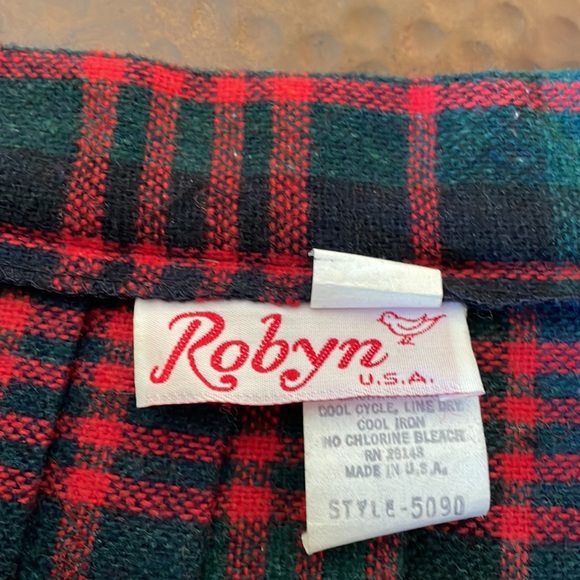 Robyn
U.S.A.
COOL CYCLE, LINE DRY
COOL IRON
NO CHLORINE BLEACH
RN 26148
MADE IN U.S.A.
STYLE-5090